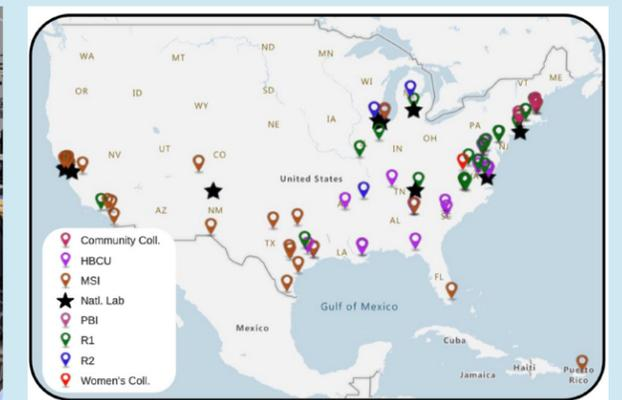 WA
MT
ND
MN
VT
ME
OR
ID
SD
WI
WY
IA
PA
NE
OH
NJ
NV
UT
CO
IN
United States
TN
AZ
NM
AL
SC
TX
LA
FL
Gulf of Mexico
Mexico
Cuba
Haiti
Jamaica
Puerto
Rico
Community Coll.
HBCU
MSI
Natl. Lab
PBI
R1
R2
Women's Coll.